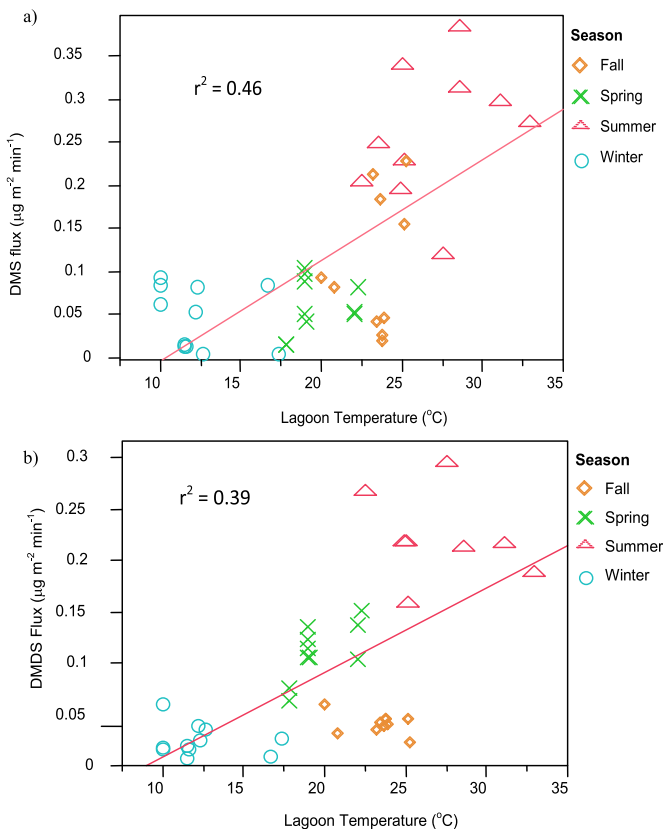 a)
0.35
0.3
0.25
0.2
0.15
0.1
0.05
0
DMS flux (µg m-2 min-1)
r2 = 0.46
10 15 20 25 30 35
Lagoon Temperature (oC)
Season
Fall
Spring
Summer
Winter
b)
0.3
0.25
0.2
0.15
0.1
0.05
0
DMDS Flux (µg m-2 min-1)
r2 = 0.39
10 15 20 25 30 35
Lagoon Temperature (oC)
Season
Fall
Spring
Summer
Winter